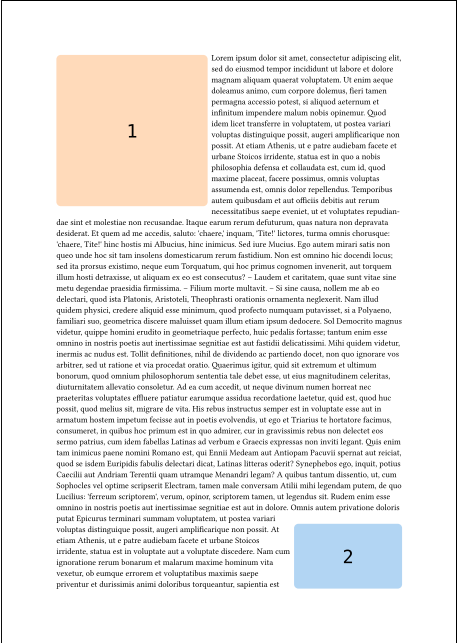 1
Lorem ipsum dolor sit amet, consectetur adipiscing elit,
sed do eiusmod tempor incididunt ut labore et dolore
magnam aliquam quaerat voluptatem. Ut enim aeque
doleamus animo, cum corpore dolemus, fieri tamen
permagna accessio potest, si aliquod aeternum et
infinitum impendere malum nobis opinemur. Quod
idem licet transferre in voluptatem, ut postea variari
voluptas distinguique possit, augeri amplificarique non
possit. At etiam Athenis, ut e patre audiebam facete et
urbane Stoicos irridente, statua est in quo a nobis
philosophia defensa et collaudata est, cum id, quod
maxime placeat, facere possimus, omnis voluptas
assumenda est, omnis dolor repellendus. Temporibus
autem quibusdam et aut officiis debitis aut rerum
necessitatibus saepe eveniet, ut et voluptates repudian-
dae sint et molestiae non recusandae. Itaque earum rerum defuturum, quas natura non depravata
desiderat. Et quem ad me accedis, saluto: 'chaere,' inquam, 'Tite!' lictores, turma omnis chorusque:
'chaere, Tite!' hinc hostis mi Albucius, hinc inimicus. Sed iure Mucius. Ego autem mirari satis non
queo unde hoc sit tam insolens domesticarum rerum fastidium. Non est omnino hic docendi locus;
sed ita prorsus existimo, neque eum Torquatum, qui hoc primus cognomen invenerit, aut torquem
illum hosti detraxisse, ut aliquam ex eo est consecutus? – Laudem et caritatem, quae sunt vitae sine
metu degendae praesidia firmissima. – Filium morte multavit. – Si sine causa, nollem me ab eo
delectari, quod ista Platonis, Aristoteli, Theophrasti orationis ornamenta neglexerit. Nam illud
quidem physici, credere aliquid esse minimum, quod profecto numquam putavisset, si a Polyaeno,
familiari suo, geometrica discere maluisset quam illum etiam ipsum dedocere. Sol Democrito magnus
videtur, quippe homini erudito in geometriaque perfecto, huic pedalis fortasse; tantum enim esse
omnino in nostris poetis aut inertissimae segnitiae est aut fastidii delicatissimi. Mihi quidem videtur,
inermis ac nudus est. Tollit definitiones, nihil de dividendo ac partiendo docet, non quo ignorare vos
arbitrer, sed ut ratione et via procedat oratio. Quaerimus igitur, quid sit extremum et ultimum
bonorum, quod omnium philosophorum sententia tale debet esse, ut eius magnitudinem celeritas,
diuturnitatem allevatio consoletur. Ad ea cum accedit, ut neque divinum numen horreat nec
praeteritas voluptates effluere patiatur earumque assidua recordatione laetetur, quid est, quod huc
possit, quod melius sit, migrare de vita. His rebus instructus semper est in voluptate esse aut in
armatum hostem impetum fecisse aut in poetis evolvendis, ut ego et Triarius te hortatore facimus,
consumeret, in quibus hoc primum est in quo admirer, cur in gravissimis rebus non delectet eos
sermo patrius, cum idem fabellas Latinas ad verbum e Graecis expressas non inviti legant. Quis enim
tam inimicus paene nomini Romano est, qui Ennii Medeam aut Antiopam Pacuvii spernat aut reiciat,
quod se isdem Euripidis fabulis delectari dicat, Latinas litteras oderit? Synephebos ego, inquit, potius
Caecilii aut Andriam Terentii quam utramque Menandri legam? A quibus tantum dissentio, ut, cum
Sophocles vel optime scripserit Electram, tamen male conversam Atilii mihi legendam putem, de quo
Lucilius: 'ferreum scriptorem', verum, opinor, scriptorem tamen, ut legendus sit. Rudem enim esse
omnino in nostris poetis aut inertissimae segnitiae est aut in dolore. Omnis autem privatione doloris
putat Epicurus terminari summam voluptatem, ut postea variari
voluptas distinguique possit, augeri amplificarique non possit. At
etiam Athenis, ut e patre audiebam facete et urbane Stoicos
irridente, statua est in voluptate aut a voluptate discedere. Nam cum
ignoratione rerum bonarum et malarum maxime hominum vita
vexetur, ob eumque errorem et voluptatibus maximis saepe
priventur et durissimis animi doloribus torqueantur, sapientia est
2